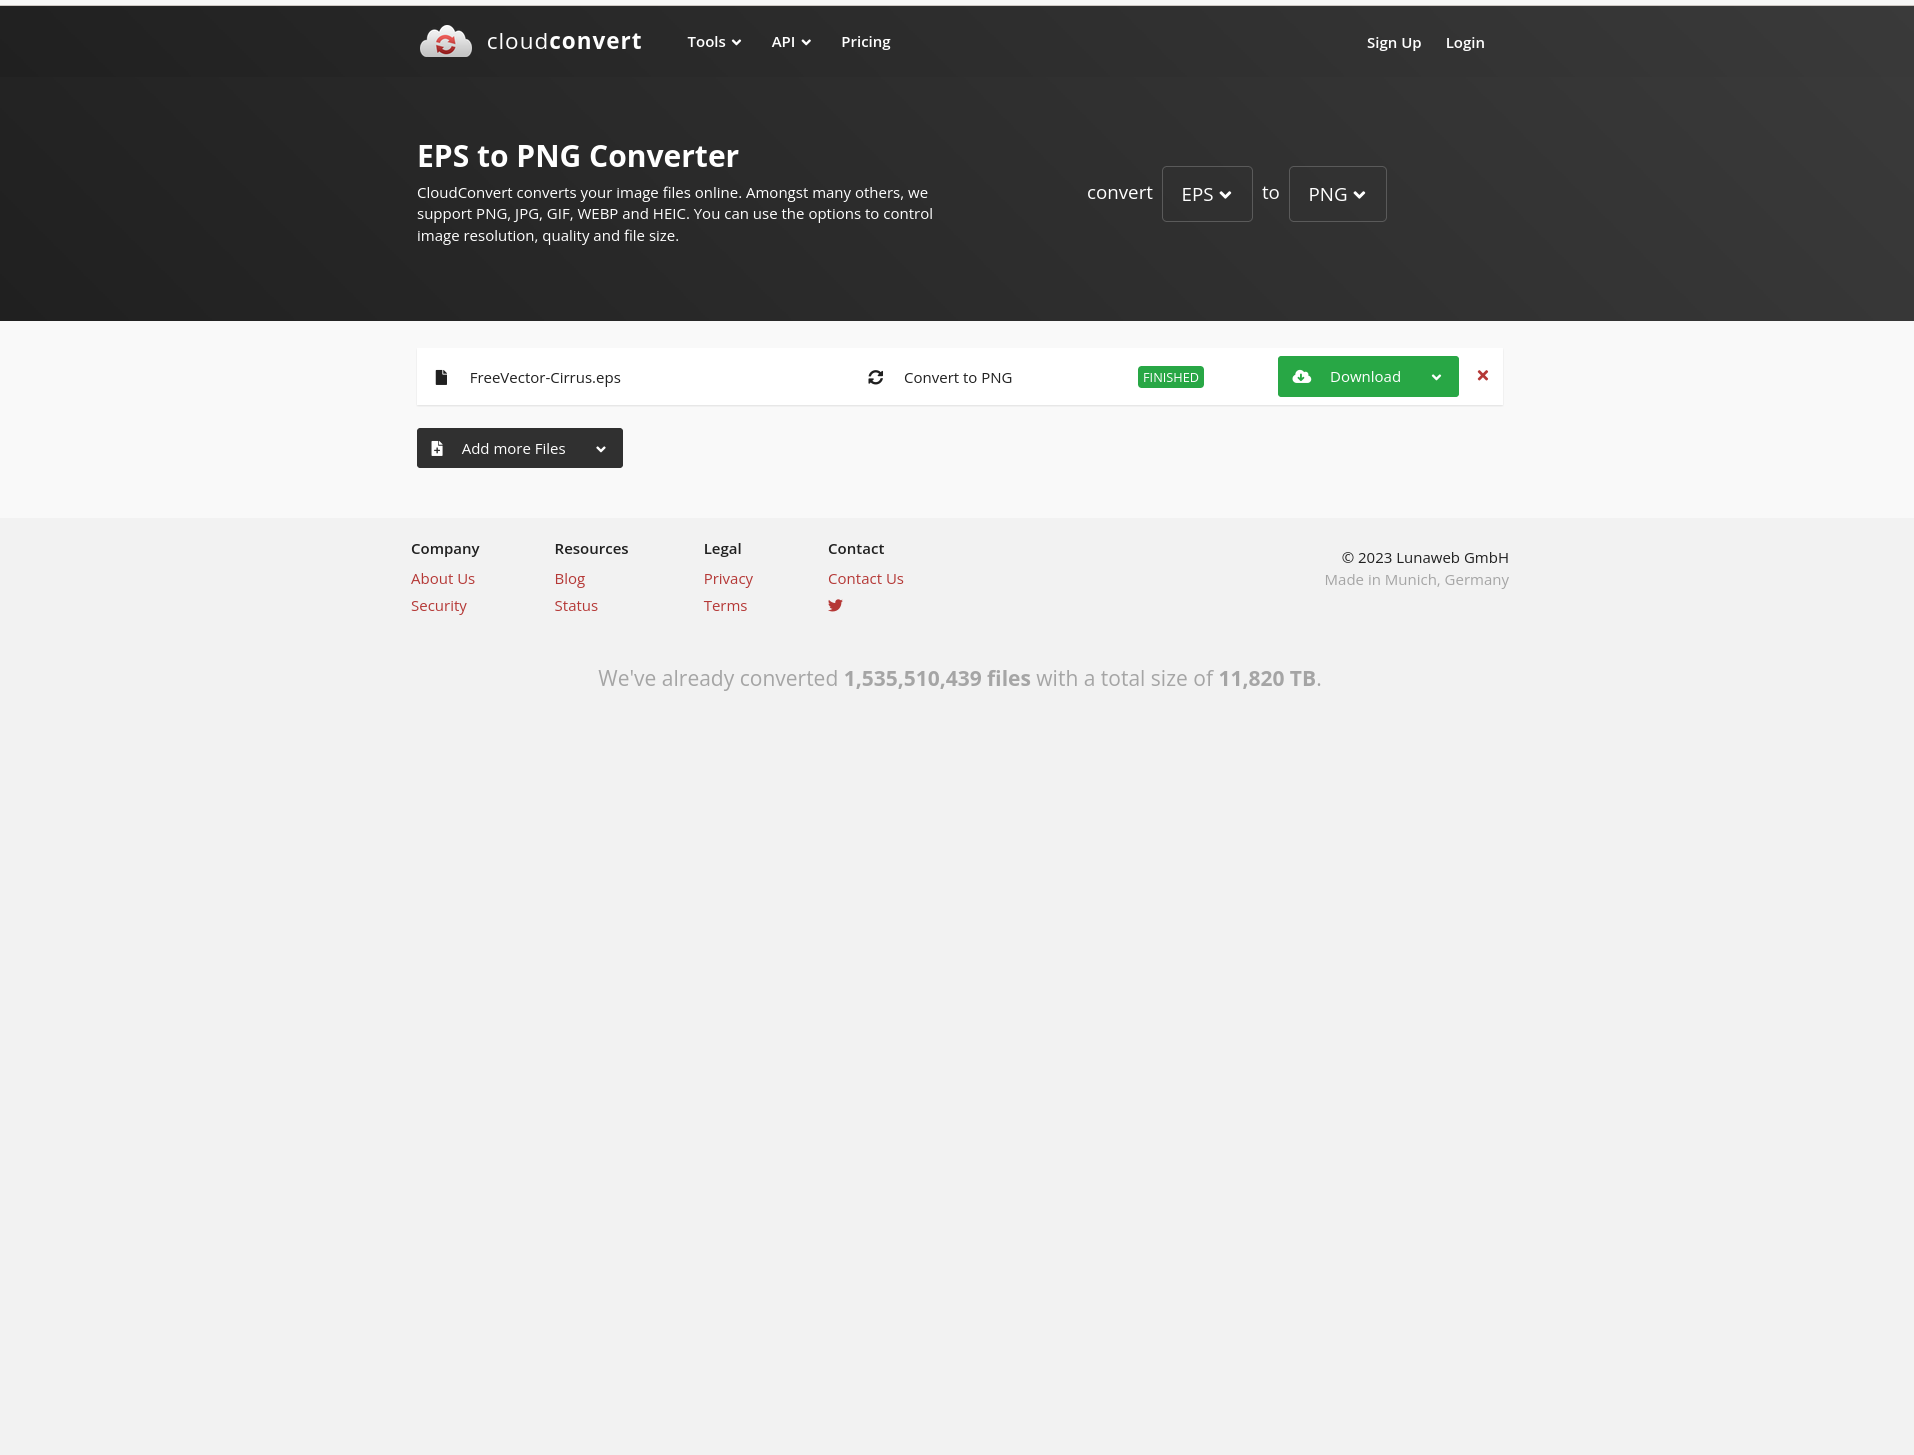 cloudconvert
Tools
API
Pricing
Sign Up
Login
EPS to PNG Converter
CloudConvert converts your image files online. Amongst many others, we
support PNG, JPG, GIF, WEBP and HEIC. You can use the options to control
image resolution, quality and file size.
convert EPS to PNG
FreeVector-Cirrus.eps
Convert to PNG
FINISHED
Download
Add more Files
Company
About Us
Security
Resources
Blog
Status
Legal
Privacy
Terms
Contact
Contact Us
© 2023 Lunaweb GmbH
Made in Munich, Germany
We've already converted 1,535,510,439 files with a total size of 11,820 TB.